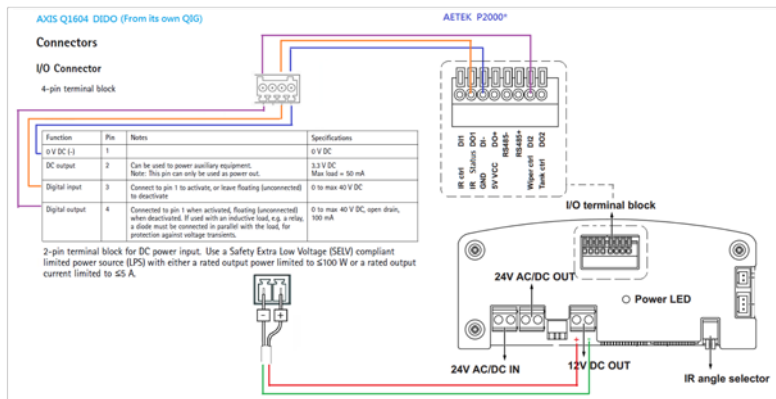 AXIS Q1604 DIDO (From its own QIG)
AETEK P2000*
Connectors
I/O Connector
4-pin terminal block
Function Pin Notes Specifications
0 V DC (-) 1 0 V DC
DC output 2 Can be used to power auxiliary equipment. 3.3 V DC
Note: This pin can only be used as power out. Max load = 50 mA
Digital input 3 Connect to pin 1 to activate, or leave floating (unconnected) 0 to max 40 V DC
to deactivate
Digital output 4 Connected to pin 1 when activated, floating (unconnected) 0 to max 40 V DC, open drain,
when deactivated. If used with an inductive load, e.g. a relay, 100 mA
a diode must be connected in parallel with the load, for
protection against voltage transients.
2-pin terminal block for DC power input. Use a Safety Extra Low Voltage (SELV) compliant
limited power source (LPS) with either a rated output power limited to ≤100 W or a rated output
current limited to ≤5 A.
- +
IR ctrl DI1
IR Status DO1
GND DI-
5V VCC DO+
RS485-
RS485+
Wiper ctrl DI2
Tank ctrl DO2
I/O terminal block
24V AC/DC OUT
Power LED
24V AC/DC IN
12V DC OUT
+ -
IR angle selector